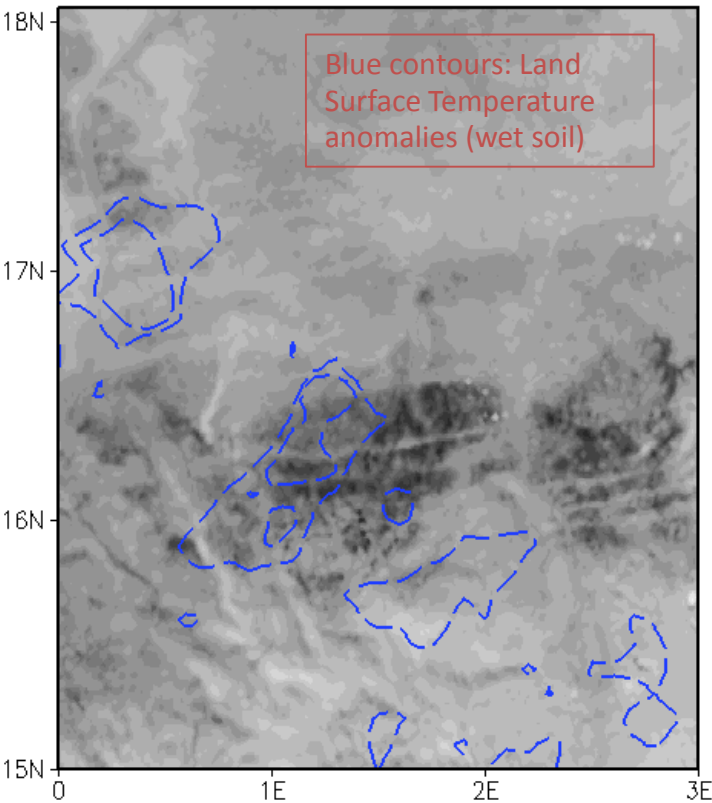 18N
Blue contours: Land
Surface Temperature
anomalies (wet soil)
17N
16N
15N
0 1E 2E 3E